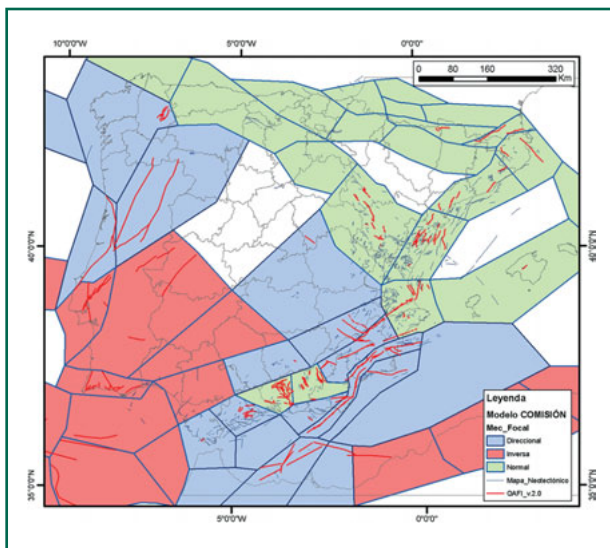 10°0'0"W
5°0'0"W
0°0'0"
0 80 160 320
Km
40°0'0"N
40°0'0"N
35°0'0"N
35°0'0"N
Leyenda
Modelo COMISIÓN
Mec_Focal
Direccional
Inversa
Normal
Mapa_Neotectónico
QAFI_v.2.0
5°0'0"W
0°0'0"